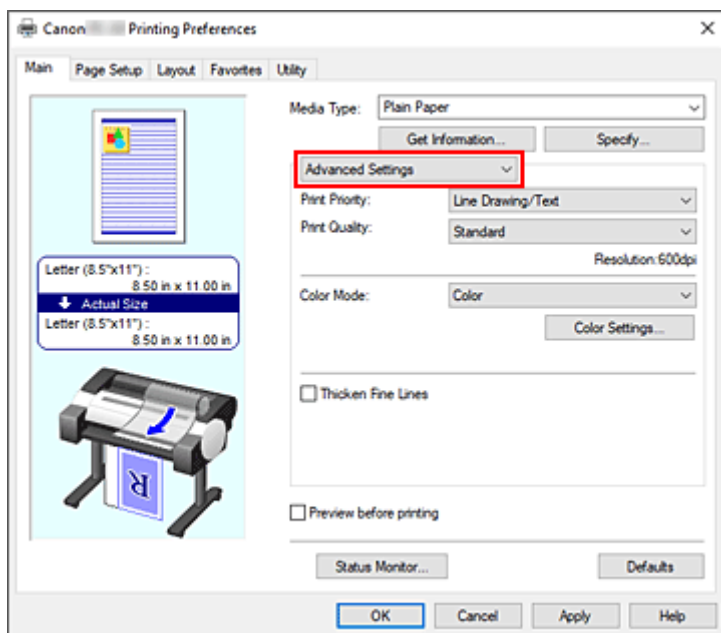 Canon Printing Preferences
Main Page Setup Layout Favorites Utility
Media Type: Plain Paper
Get Information... Specify...
Advanced Settings
Print Priority: Line Drawing/Text
Print Quality: Standard
Resolution:600dpi
Letter (8.5"x11") :
8.50 in x 11.00 in
Actual Size
Letter (8.5"x11") :
8.50 in x 11.00 in
Color Mode: Color
Color Settings...
Thicken Fine Lines
R
Preview before printing
Status Monitor... Defaults
OK Cancel Apply Help